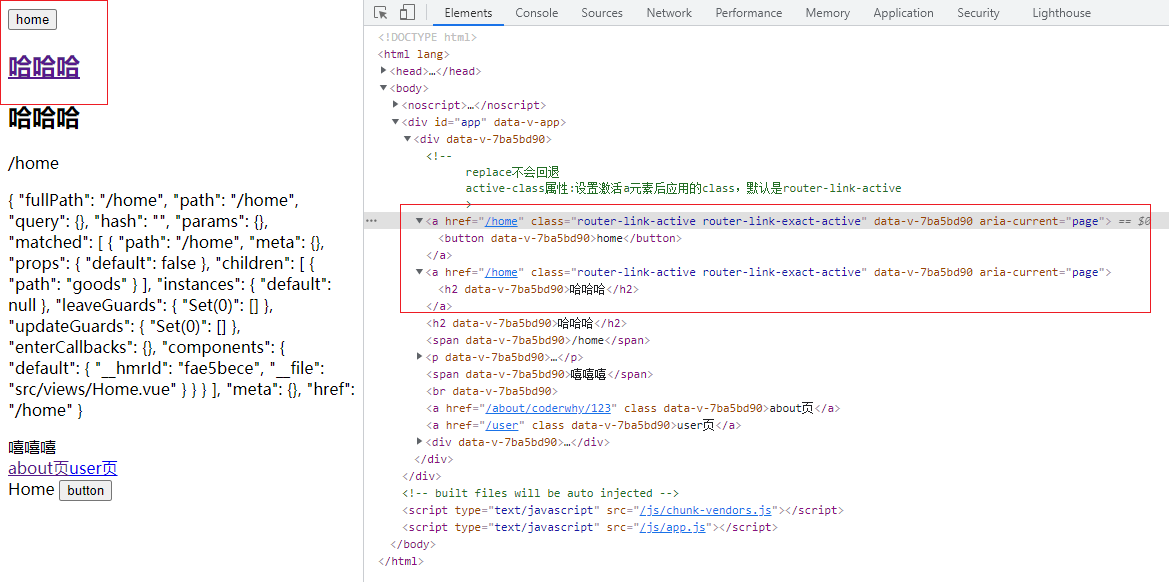 home
哈哈哈
哈哈哈
/home
{ "fullPath": "/home", "path": "/home",
"query": {}, "hash": "", "params": {},
"matched": [ { "path": "/home", "meta": {},
"props": { "default": false }, "children": [ {
"path": "goods" } ], "instances": { "default":
null }, "leaveGuards": { "Set(0)": [] },
"updateGuards": { "Set(0)": [] },
"enterCallbacks": {}, "components": {
"default": { "__hmrId": "fae5bece", "__file":
"src/views/Home.vue" } } } ], "meta": {}, "href":
"/home" }
嘻嘻嘻
about页user页
Home button
Elements Console Sources Network Performance Memory Application Security Lighthouse
<!DOCTYPE html>
<html lang>
<head>…</head>
<body>
<noscript>…</noscript>
<div id="app" data-v-app>
<div data-v-7ba5bd90>
<!--
replace不会回退
active-class属性:设置激活a元素后应用的class, 默认是router-link-active
>
<a href="/home" class="router-link-active router-link-exact-active" data-v-7ba5bd90 aria-current="page"> == $0
<button data-v-7ba5bd90>home</button>
</a>
<a href="/home" class="router-link-active router-link-exact-active" data-v-7ba5bd90 aria-current="page">
<h2 data-v-7ba5bd90>哈哈哈</h2>
</a>
<h2 data-v-7ba5bd90>哈哈哈</h2>
<span data-v-7ba5bd90>/home</span>
<p data-v-7ba5bd90>…</p>
<span data-v-7ba5bd90>嘻嘻嘻</span>
<br data-v-7ba5bd90>
<a href="/about/coderwhy/123" class data-v-7ba5bd90>about页</a>
<a href="/user" class data-v-7ba5bd90>user页</a>
<div data-v-7ba5bd90>…</div>
</div>
</div>
<!-- built files will be auto injected -->
<script type="text/javascript" src="/js/chunk-vendors.js"></script>
<script type="text/javascript" src="/js/app.js"></script>
</body>
</html>